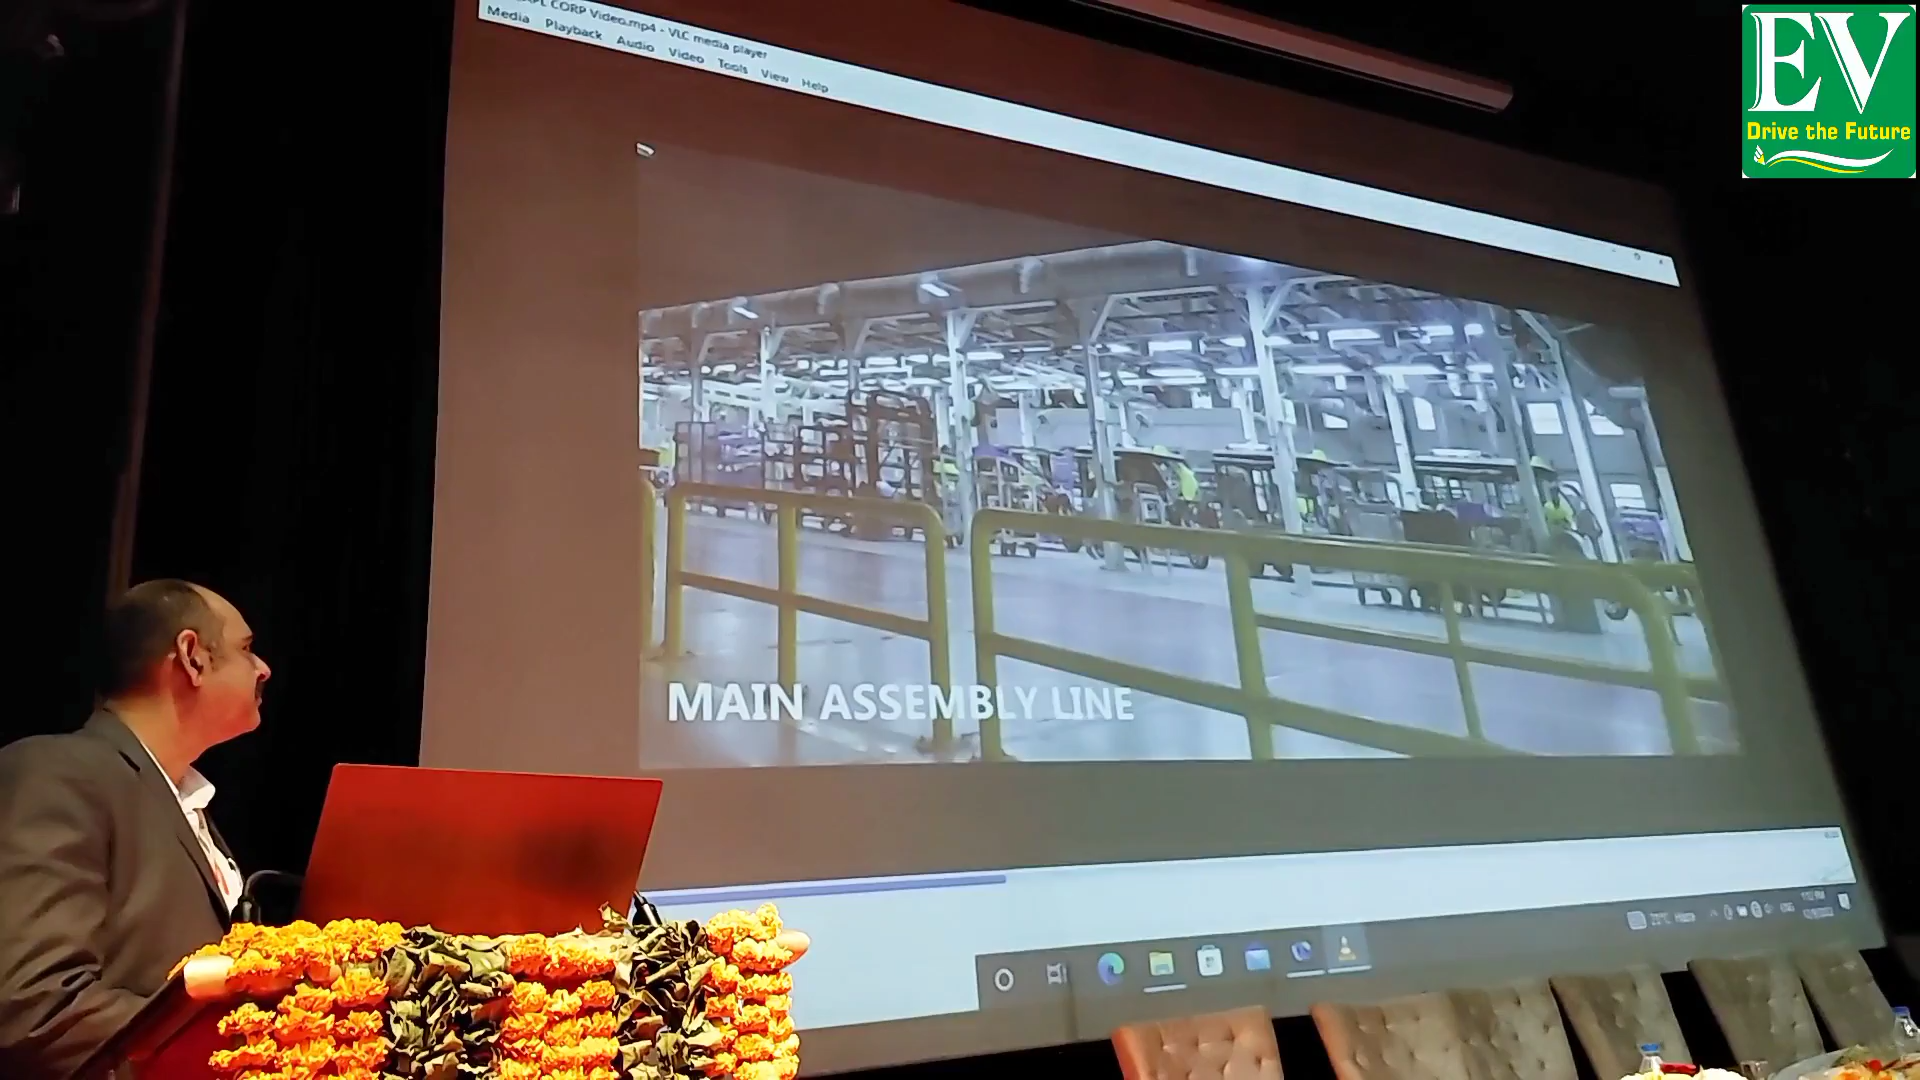 CORP Video.mp4 - VLC media player
Media Playback Audio Video Tools View Help
EV
Drive the Future
MAIN ASSEMBLY LINE